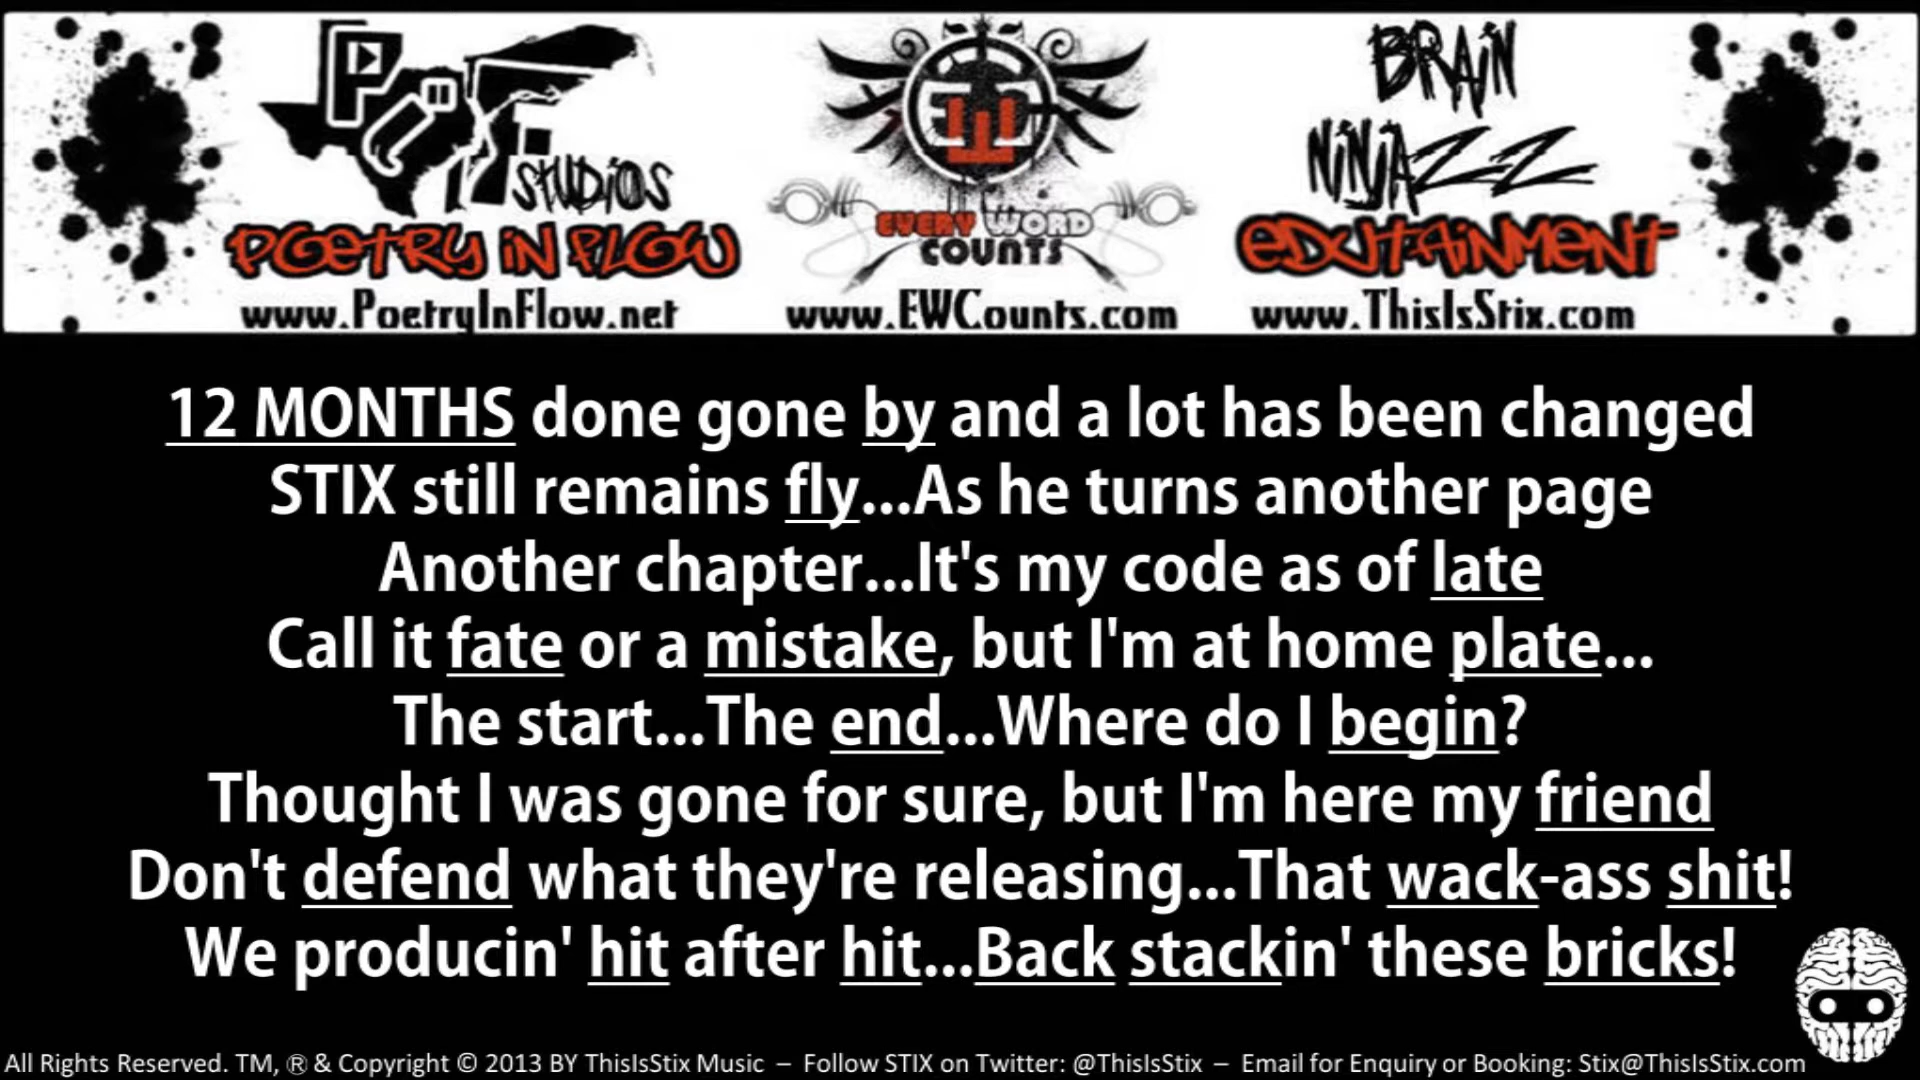 P
STUDIOS
POETRY IN FLOW
www.PoetryInFlow.net
EWC
EVERY WORD
COUNTS
www.EWCounts.com
BRAIN
NINJAZZ
EDUTAINMENT
www.ThisIsStix.com
12 MONTHS done gone by and a lot has been changed
STIX still remains fly...As he turns another page
Another chapter...It's my code as of late
Call it fate or a mistake, but I'm at home plate...
The start...The end...Where do I begin?
Thought I was gone for sure, but I'm here my friend
Don't defend what they're releasing...That wack-ass shit!
We producin' hit after hit...Back stackin' these bricks!
All Rights Reserved. TM, ® & Copyright © 2013 BY ThisIsStix Music – Follow STIX on Twitter: @ThisIsStix – Email for Enquiry or Booking: Stix@ThisIsStix.com